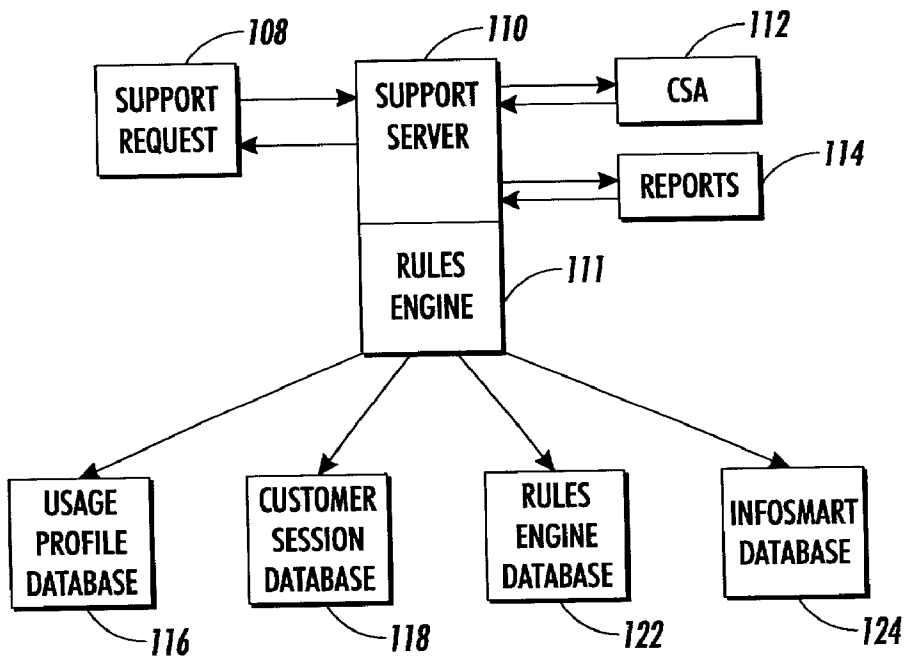 108
SUPPORT
REQUEST
110
SUPPORT
SERVER
112
CSA
114
REPORTS
RULES
ENGINE
111
USAGE
PROFILE
DATABASE
116
CUSTOMER
SESSION
DATABASE
118
RULES
ENGINE
DATABASE
122
INFOSMART
DATABASE
124